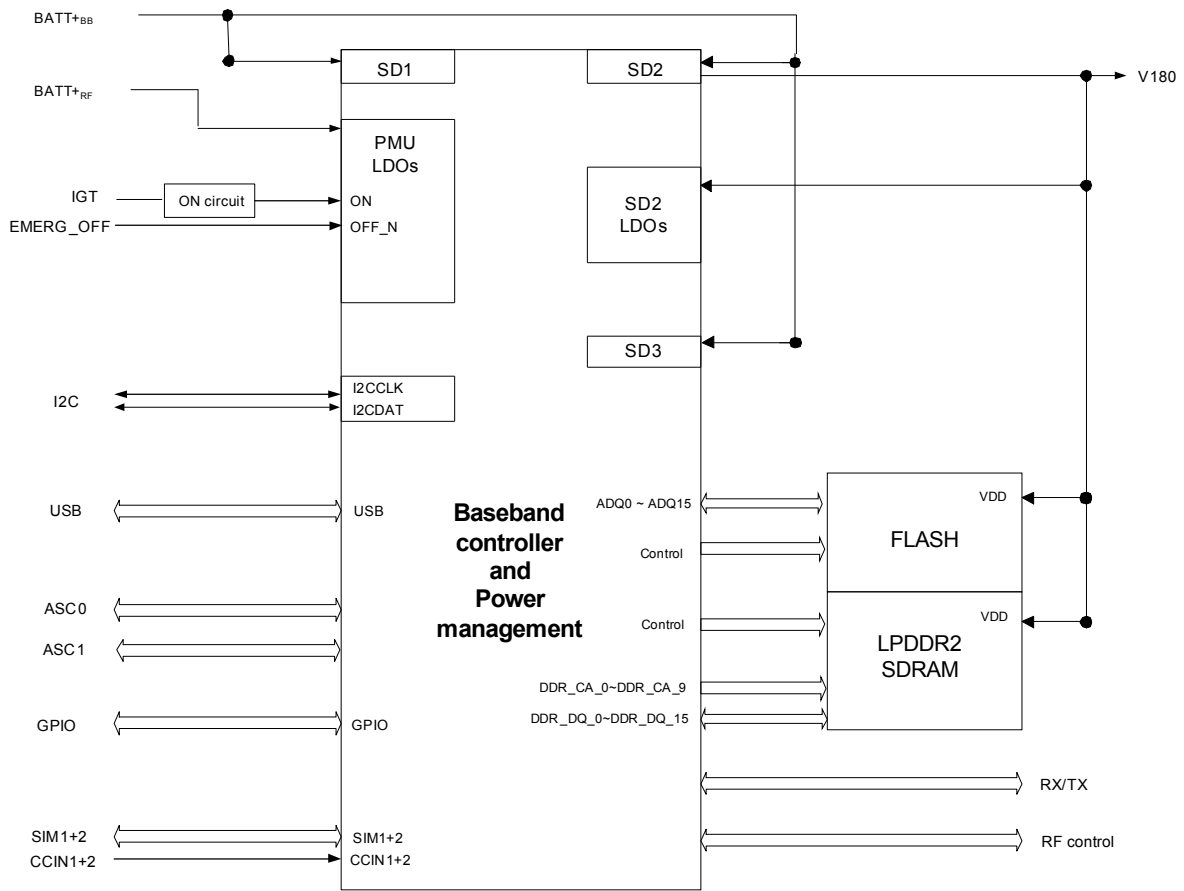 BATT+BB
SD1
SD2
V180
BATT+RF
PMU
LDOs
IGT
ON circuit
ON
EMERG_OFF
OFF_N
SD2
LDOs
SD3
I2C
I2CCLK
I2CDAT
USB
USB
Baseband
controller
and
Power
management
ADQ0 ~ ADQ15
Control
VDD
FLASH
ASC0
ASC1
Control
VDD
LPDDR2
SDRAM
DDR_CA_0~DDR_CA_9
DDR_DQ_0~DDR_DQ_15
GPIO
GPIO
RX/TX
SIM1+2
SIM1+2
RF control
CCIN1+2
CCIN1+2